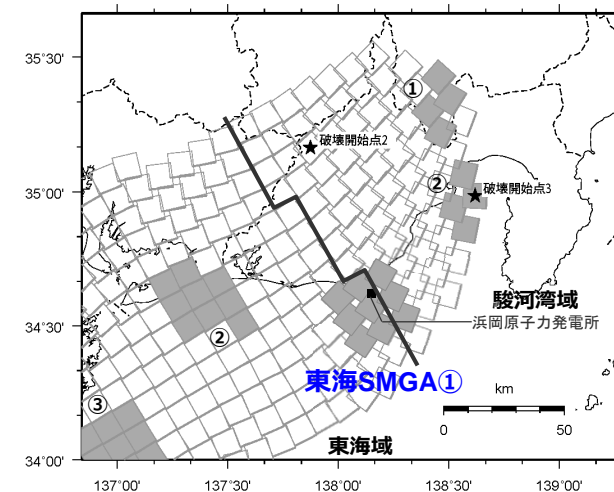 35°30'
35°00'
34°30'
34°00'
①
破壊開始点2
②
破壊開始点3
駿河湾域
浜岡原子力発電所
②
東海SMGA①
③
東海域
km
0
50
137°00'
137°30'
138°00'
138°30'
139°00'